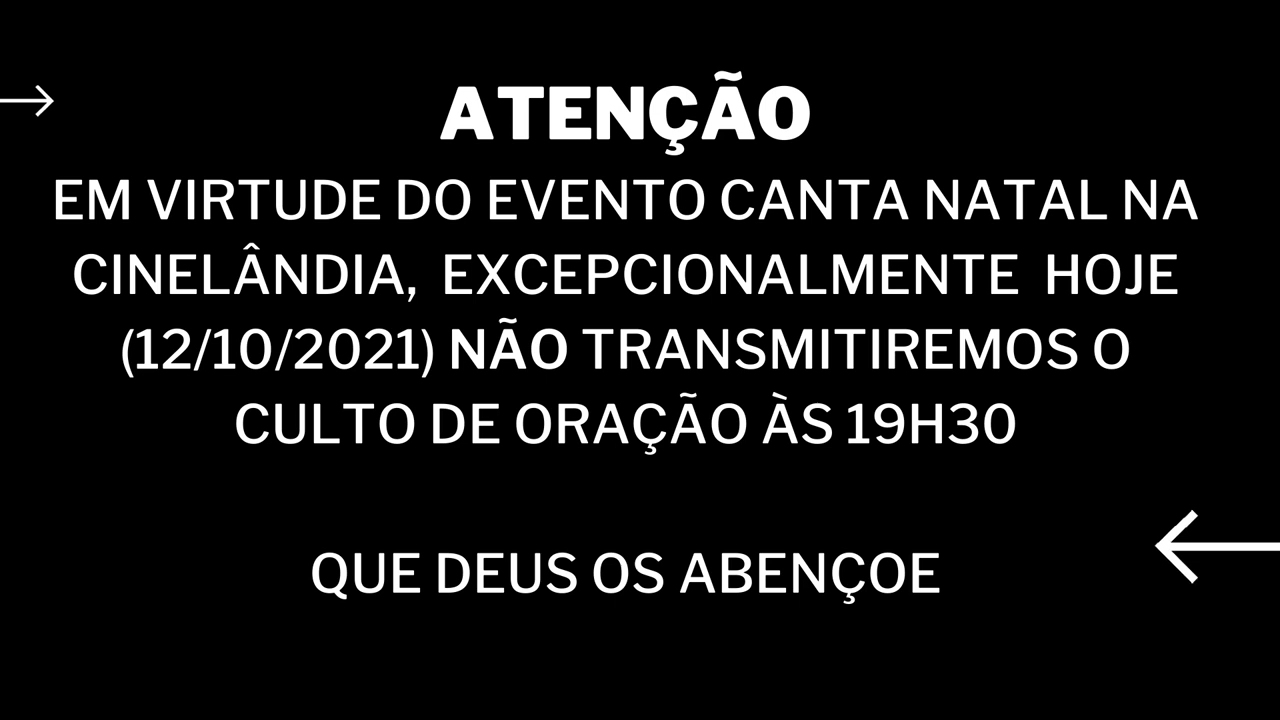 ATENÇÃO
EM VIRTUDE DO EVENTO CANTA NATAL NA
CINELÂNDIA, EXCEPCIONALMENTE HOJE
(12/10/2021) NÃO TRANSMITIREMOS O
CULTO DE ORAÇÃO ÀS 19H30
QUE DEUS OS ABENÇOE